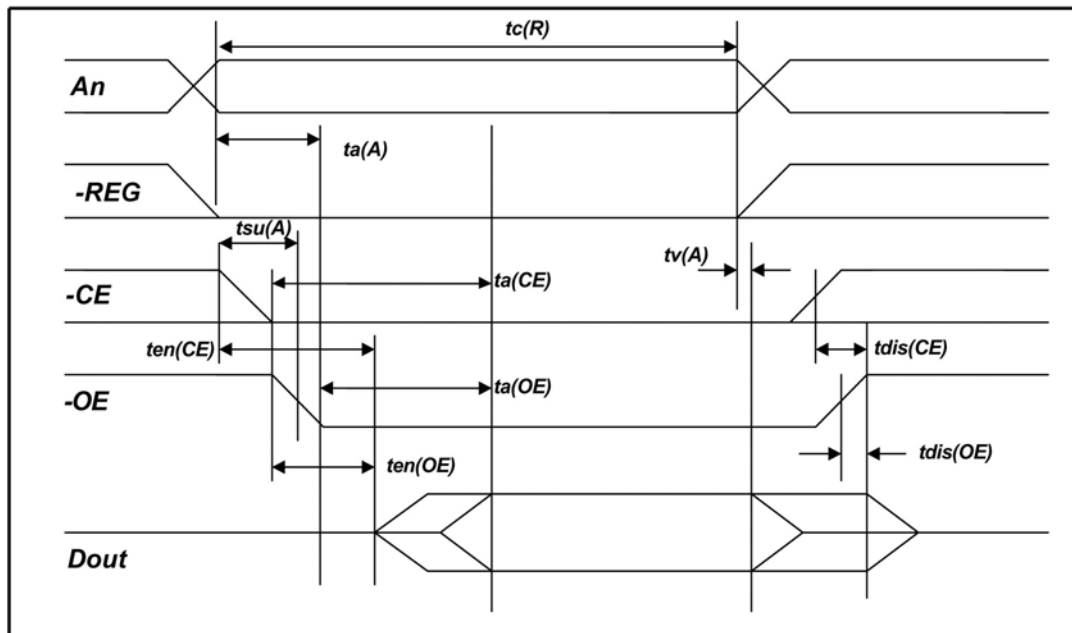 tc(R)
An
ta(A)
-REG
tsu(A)
tv(A)
-CE
ta(CE)
ten(CE)
tdis(CE)
-OE
ta(OE)
ten(OE)
tdis(OE)
Dout